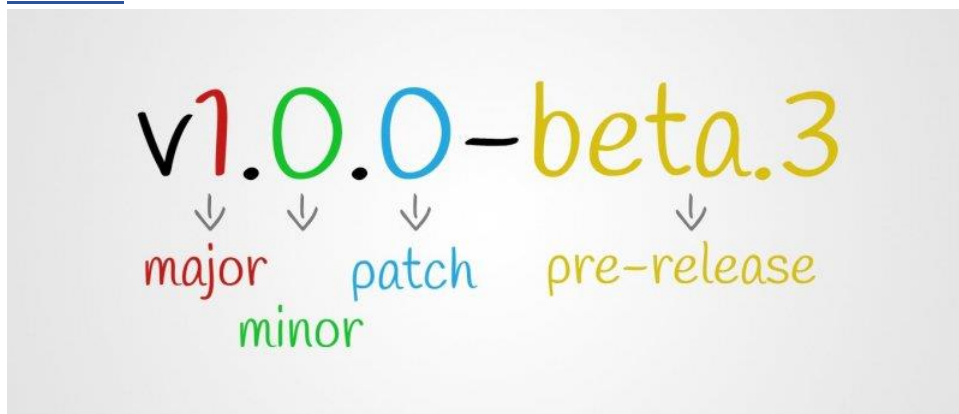 v1.0.0-beta.3
major
patch
pre-release
minor